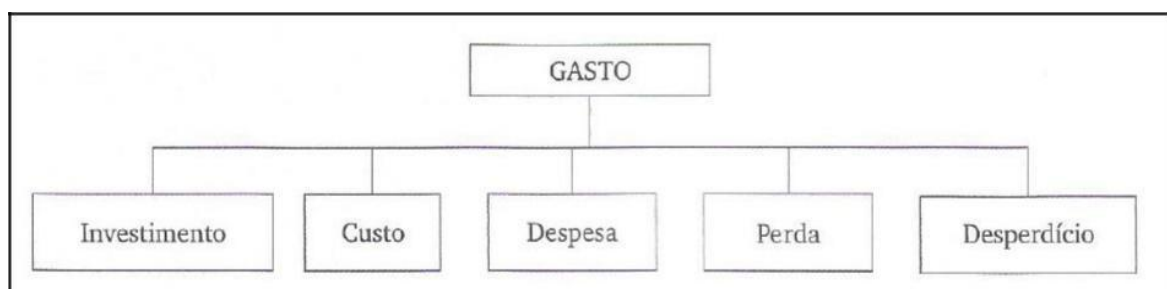 GASTO
Investimento
Custo
Despesa
Perda
Desperdício